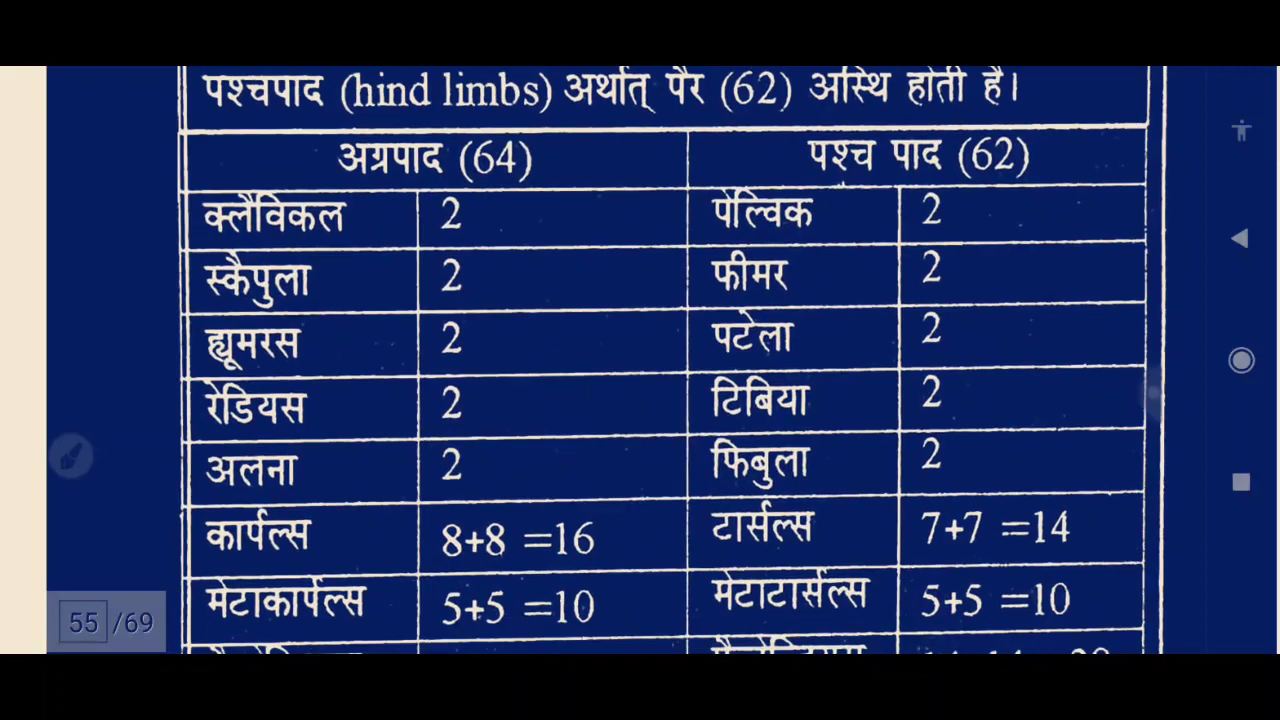 पश्चपाद (hind limbs) अर्थात् पैर (62) अस्थि होती है।
अग्रपाद (64) पश्च पाद (62)
क्लैविकल 2 पेल्विक 2
स्कैपुला 2 फीमर 2
ह्यूमरस 2 पटेला 2
रेडियस 2 टिबिया 2
अलना 2 फिबुला 2
कार्पल्स 8+8 =16 टार्सल्स 7+7 =14
मेटाकार्पल्स 5+5 =10 मेटाटार्सल्स 5+5 =10
55 /69